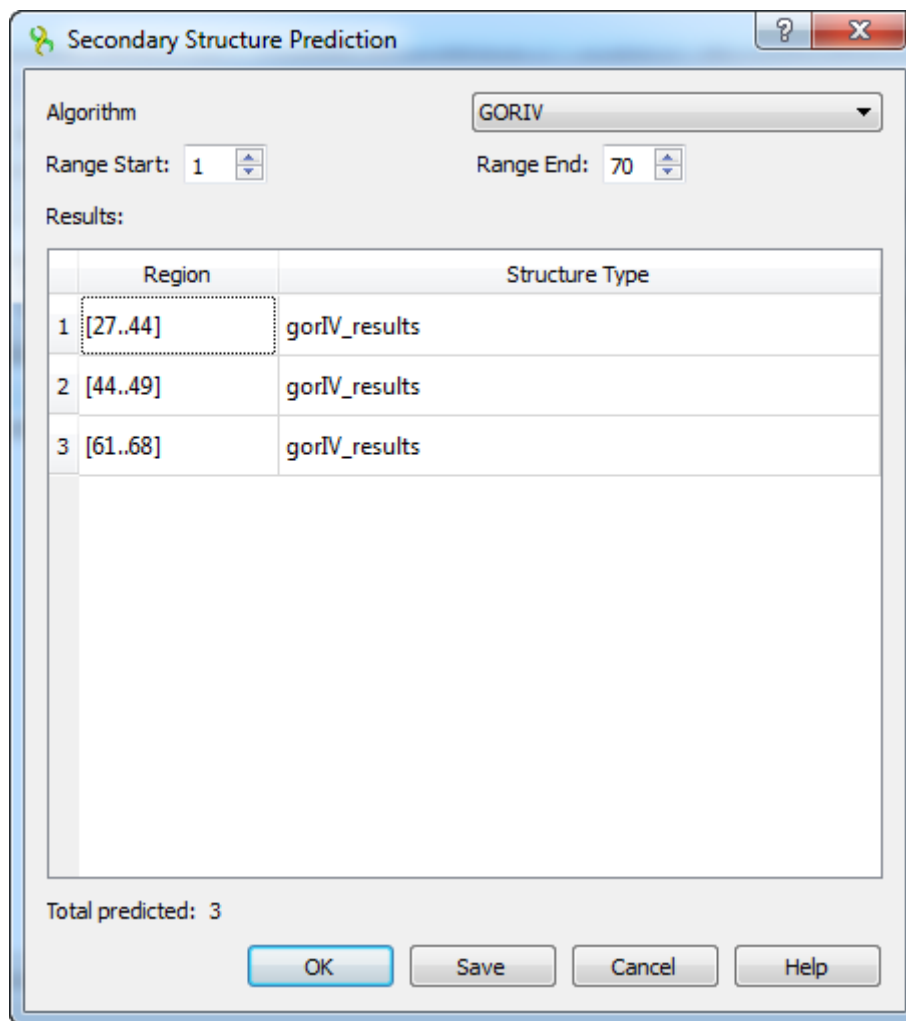 Secondary Structure Prediction
Algorithm GORIV
Range Start: 1 Range End: 70
Results:
Region Structure Type
1 [27..44] gorIV_results
2 [44..49] gorIV_results
3 [61..68] gorIV_results
Total predicted: 3
OK Save Cancel Help